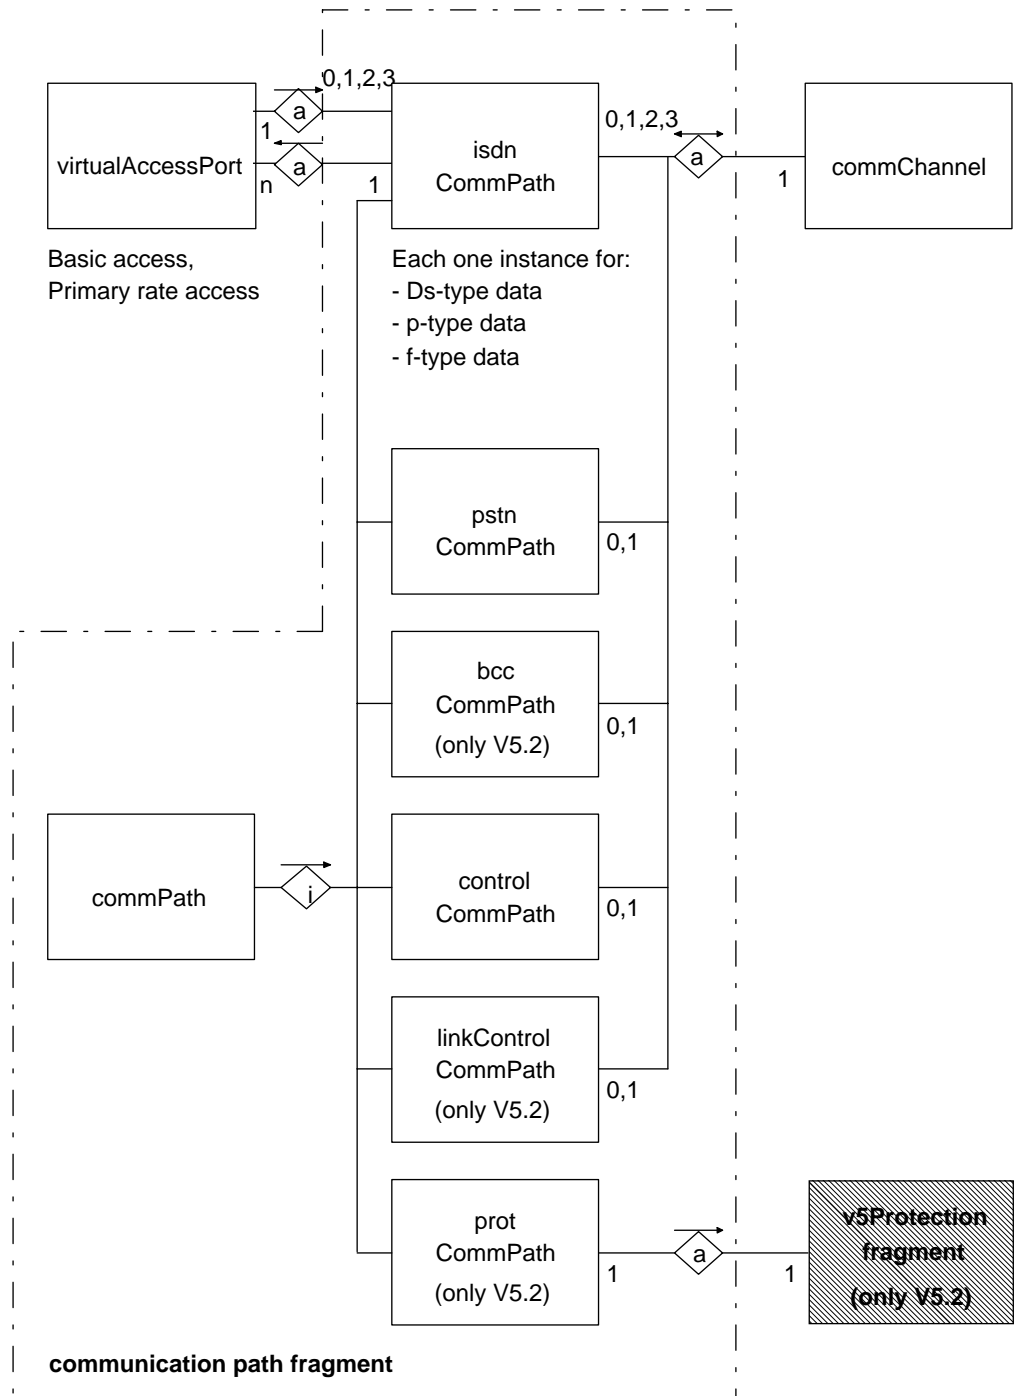 0,1,2,3
a
1
virtualAccessPort
a
n
1
isdn
CommPath
0,1,2,3
a
1
commChannel
Basic access,
Primary rate access
Each one instance for:
- Ds-type data
- p-type data
- f-type data
pstn
CommPath
0,1
bcc
CommPath
(only V5.2)
0,1
commPath
i
control
CommPath
0,1
linkControl
CommPath
(only V5.2)
0,1
prot
CommPath
(only V5.2)
1
a
1
v5Protection
fragment
(only V5.2)
communication path fragment